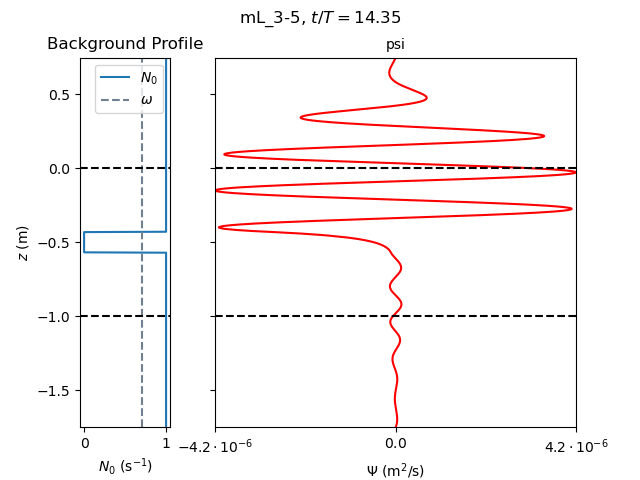 mL_3-5, t/T = 14.35
Background Profile
psi
N₀
ω
0.5
0.0
−0.5
−1.0
−1.5
z (m)
0
1
N₀ (s⁻¹)
−4.2 · 10⁻⁶
0.0
4.2 · 10⁻⁶
Ψ (m²/s)